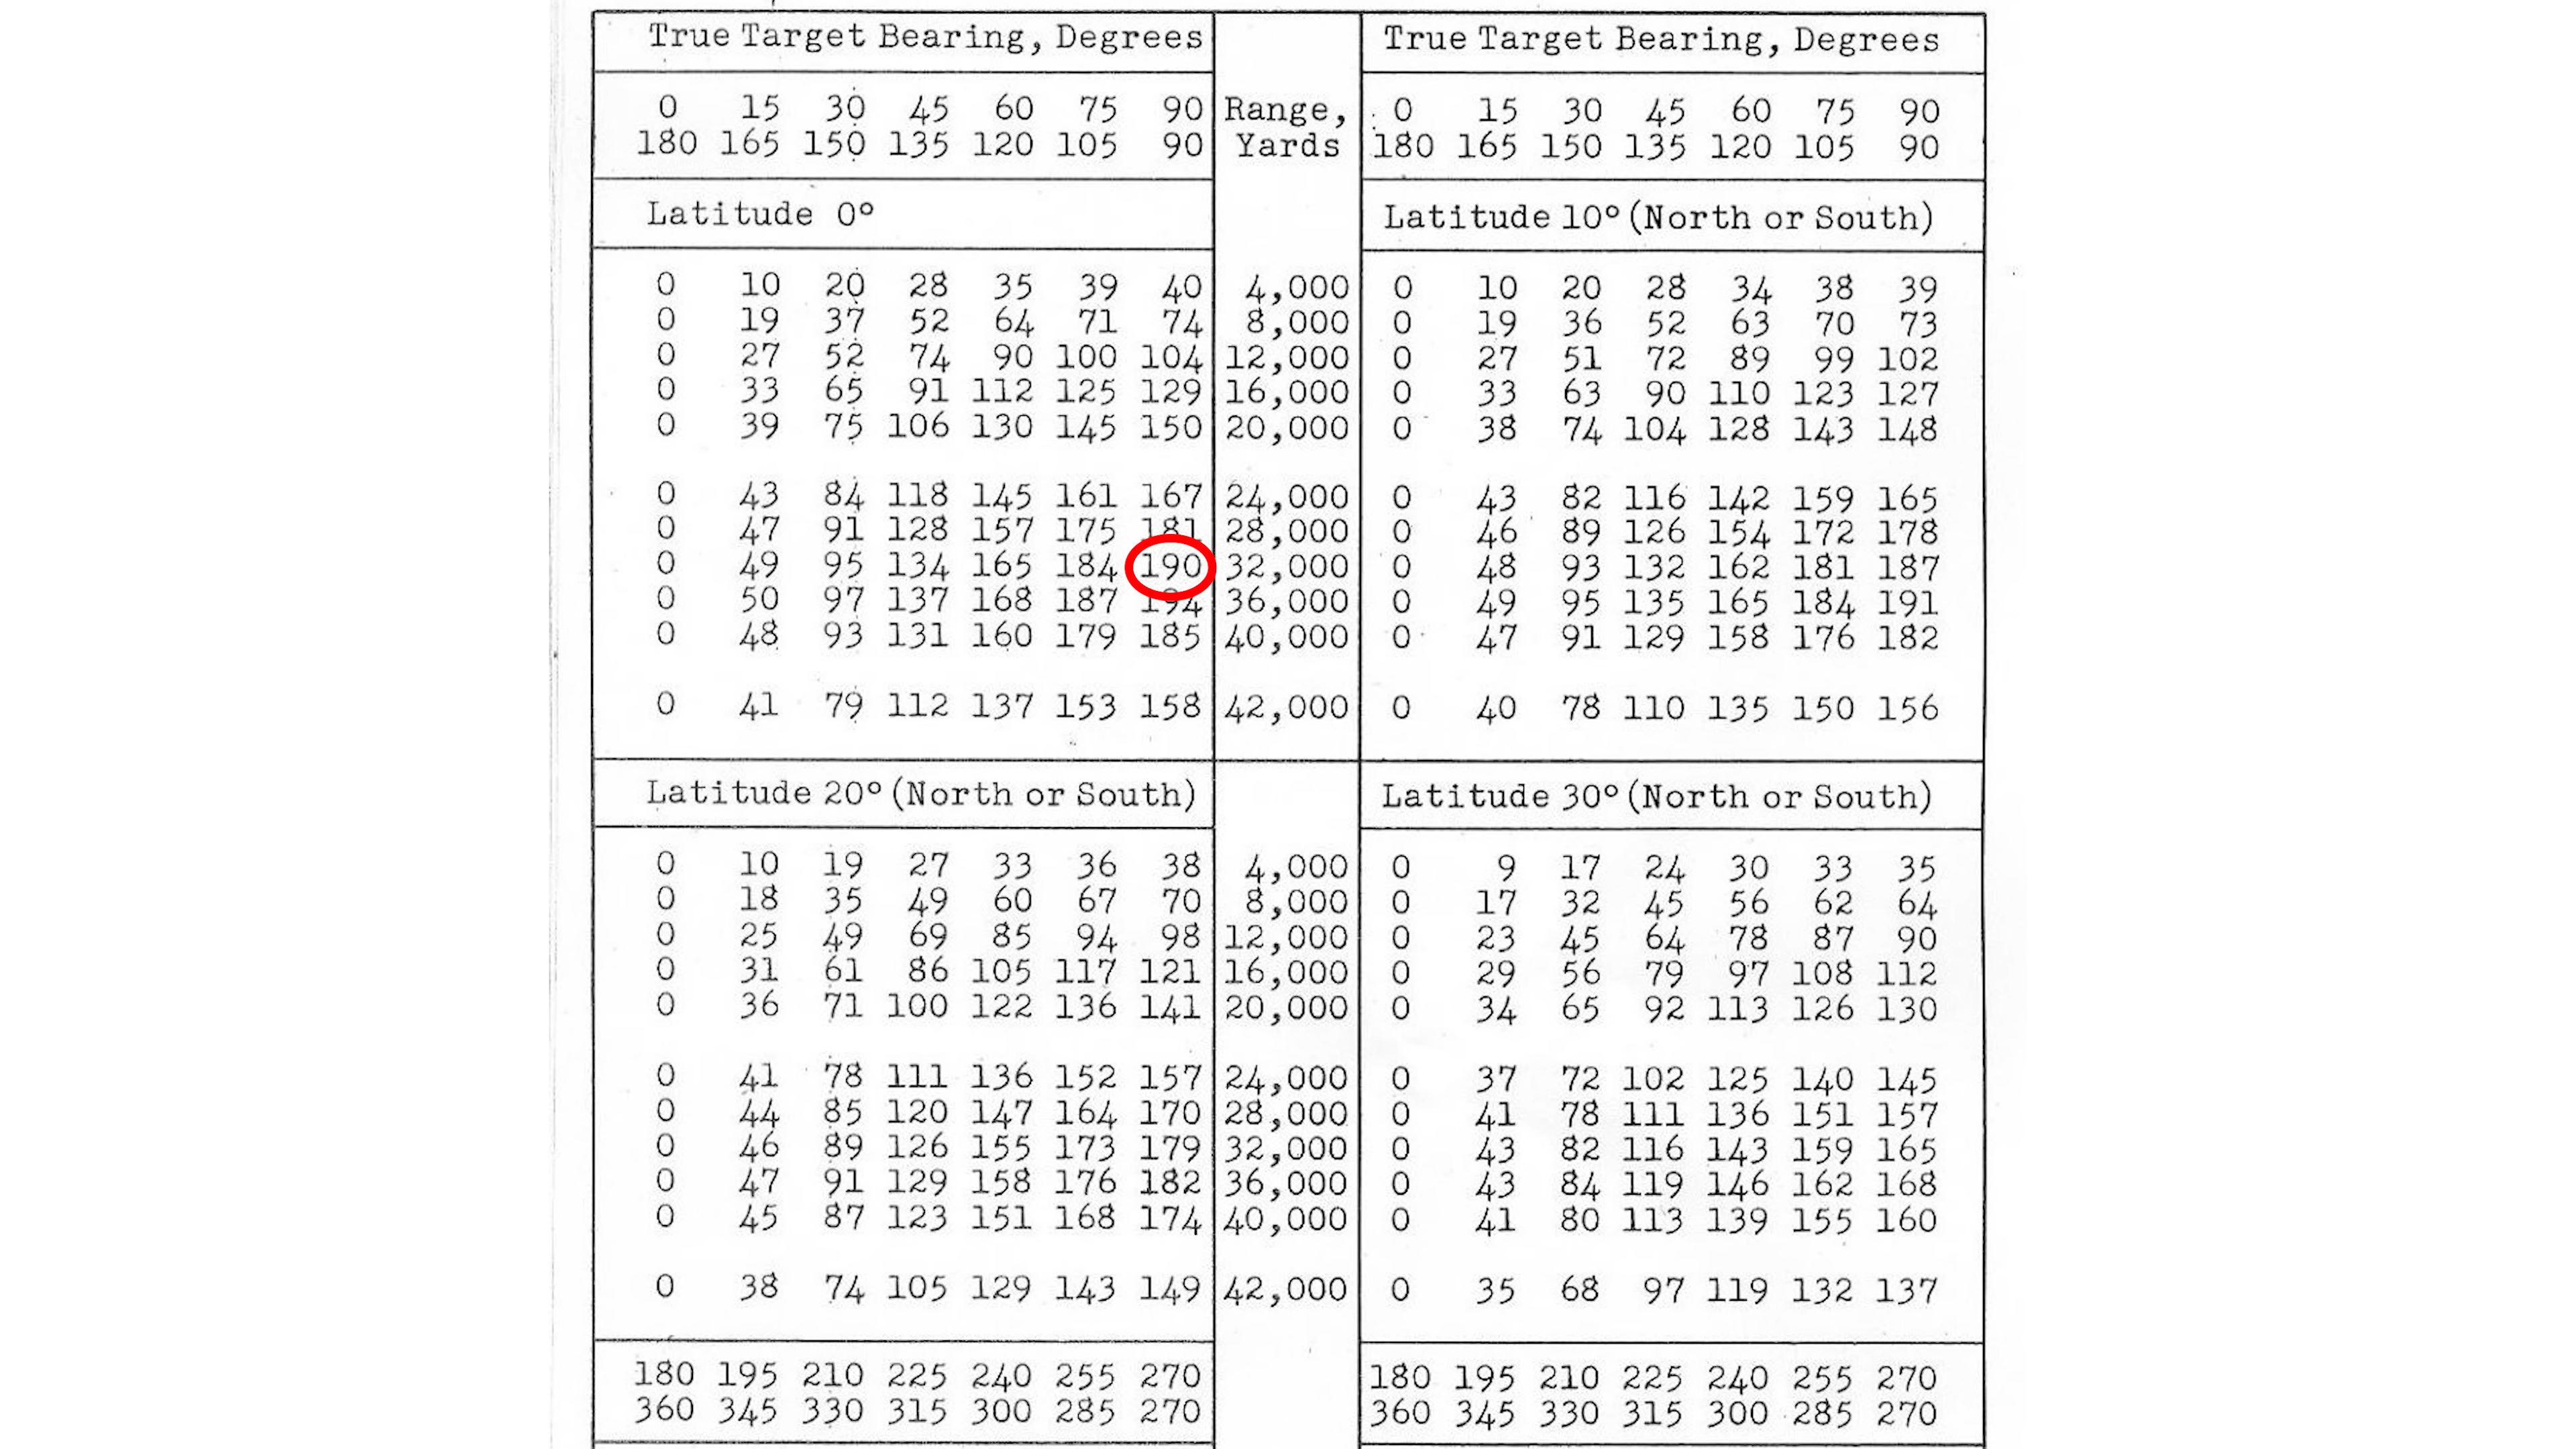 True Target Bearing, Degrees True Target Bearing, Degrees
0 15 30 45 60 75 90 Range, 0 15 30 45 60 75 90
180 165 150 135 120 105 90 Yards 180 165 150 135 120 105 90
Latitude 0° Latitude 10° (North or South)
0 10 20 28 35 39 40 4,000 0 10 20 28 34 38 39
0 19 37 52 64 71 74 8,000 0 19 36 52 63 70 73
0 27 52 74 90 100 104 12,000 0 27 51 72 89 99 102
0 33 65 91 112 125 129 16,000 0 33 63 90 110 123 127
0 39 75 106 130 145 150 20,000 0 38 74 104 128 143 148
0 43 84 118 145 161 167 24,000 0 43 82 116 142 159 165
0 47 91 128 157 175 181 28,000 0 46 89 126 154 172 178
0 49 95 134 165 184 190 32,000 0 48 93 132 162 181 187
0 50 97 137 168 187 194 36,000 0 49 95 135 165 184 191
0 48 93 131 160 179 185 40,000 0 47 91 129 158 176 182
0 41 79 112 137 153 158 42,000 0 40 78 110 135 150 156
Latitude 20° (North or South) Latitude 30° (North or South)
0 10 19 27 33 36 38 4,000 0 9 17 24 30 33 35
0 18 35 49 60 67 70 8,000 0 17 32 45 56 62 64
0 25 49 69 85 94 98 12,000 0 23 45 64 78 87 90
0 31 61 86 105 117 121 16,000 0 29 56 79 97 108 112
0 36 71 100 122 136 141 20,000 0 34 65 92 113 126 130
0 41 78 111 136 152 157 24,000 0 37 72 102 125 140 145
0 44 85 120 147 164 170 28,000 0 41 78 111 136 151 157
0 46 89 126 155 173 179 32,000 0 43 82 116 143 159 165
0 47 91 129 158 176 182 36,000 0 43 84 119 146 162 168
0 45 87 123 151 168 174 40,000 0 41 80 113 139 155 160
0 38 74 105 129 143 149 42,000 0 35 68 97 119 132 137
180 195 210 225 240 255 270 180 195 210 225 240 255 270
360 345 330 315 300 285 270 360 345 330 315 300 285 270